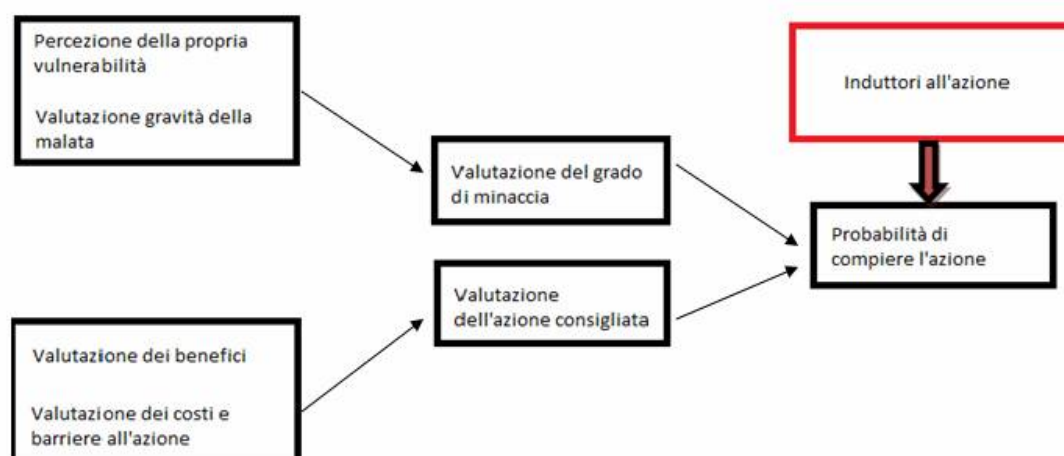 Percezione della propria
vulnerabilità
Valutazione gravità della
malata
Valutazione dei benefici
Valutazione dei costi e
barriere all'azione
Valutazione del grado
di minaccia
Valutazione
dell'azione consigliata
Induttori all'azione
Probabilità di
compiere l'azione